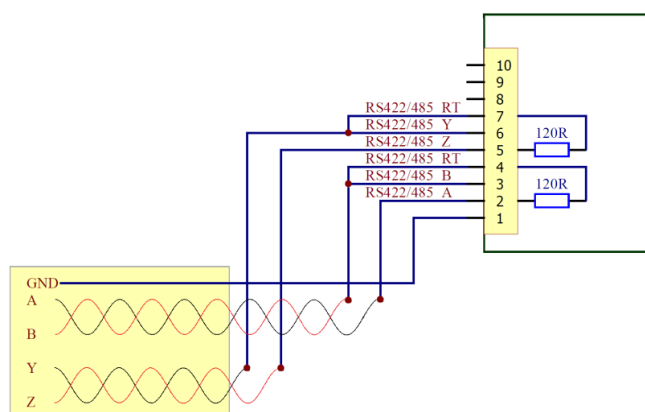 10
9
8
RS422/485 RT 7
RS422/485 Y 6 120R
RS422/485 Z 5
RS422/485 RT 4
RS422/485 B 3 120R
RS422/485 A 2
1
GND
A
B
Y
Z